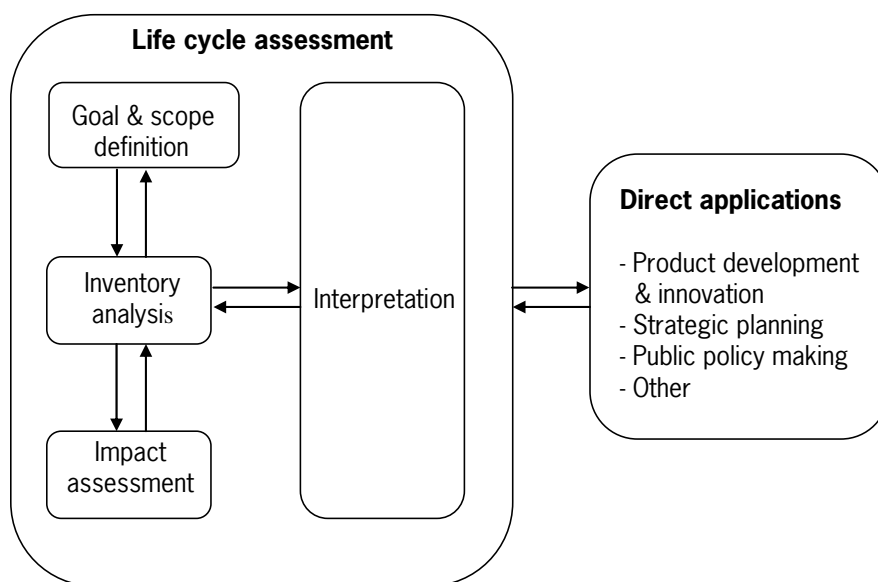 Life cycle assessment
Goal & scope
definition
Inventory
analysis
Impact
assessment
Interpretation
Direct applications
- Product development
& innovation
- Strategic planning
- Public policy making
- Other